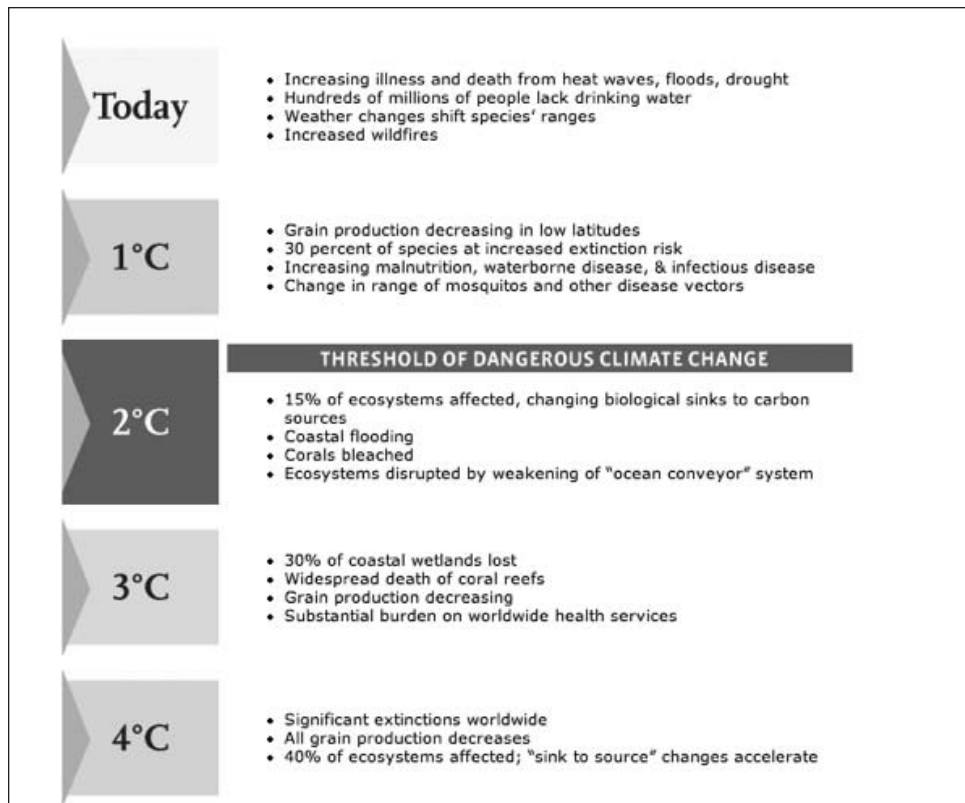 Today
• Increasing illness and death from heat waves, floods, drought
• Hundreds of millions of people lack drinking water
• Weather changes shift species' ranges
• Increased wildfires
1°C
• Grain production decreasing in low latitudes
• 30 percent of species at increased extinction risk
• Increasing malnutrition, waterborne disease, & infectious disease
• Change in range of mosquitos and other disease vectors
THRESHOLD OF DANGEROUS CLIMATE CHANGE
2°C
• 15% of ecosystems affected, changing biological sinks to carbon
sources
• Coastal flooding
• Corals bleached
• Ecosystems disrupted by weakening of "ocean conveyor" system
3°C
• 30% of coastal wetlands lost
• Widespread death of coral reefs
• Grain production decreasing
• Substantial burden on worldwide health services
4°C
• Significant extinctions worldwide
• All grain production decreases
• 40% of ecosystems affected; "sink to source" changes accelerate